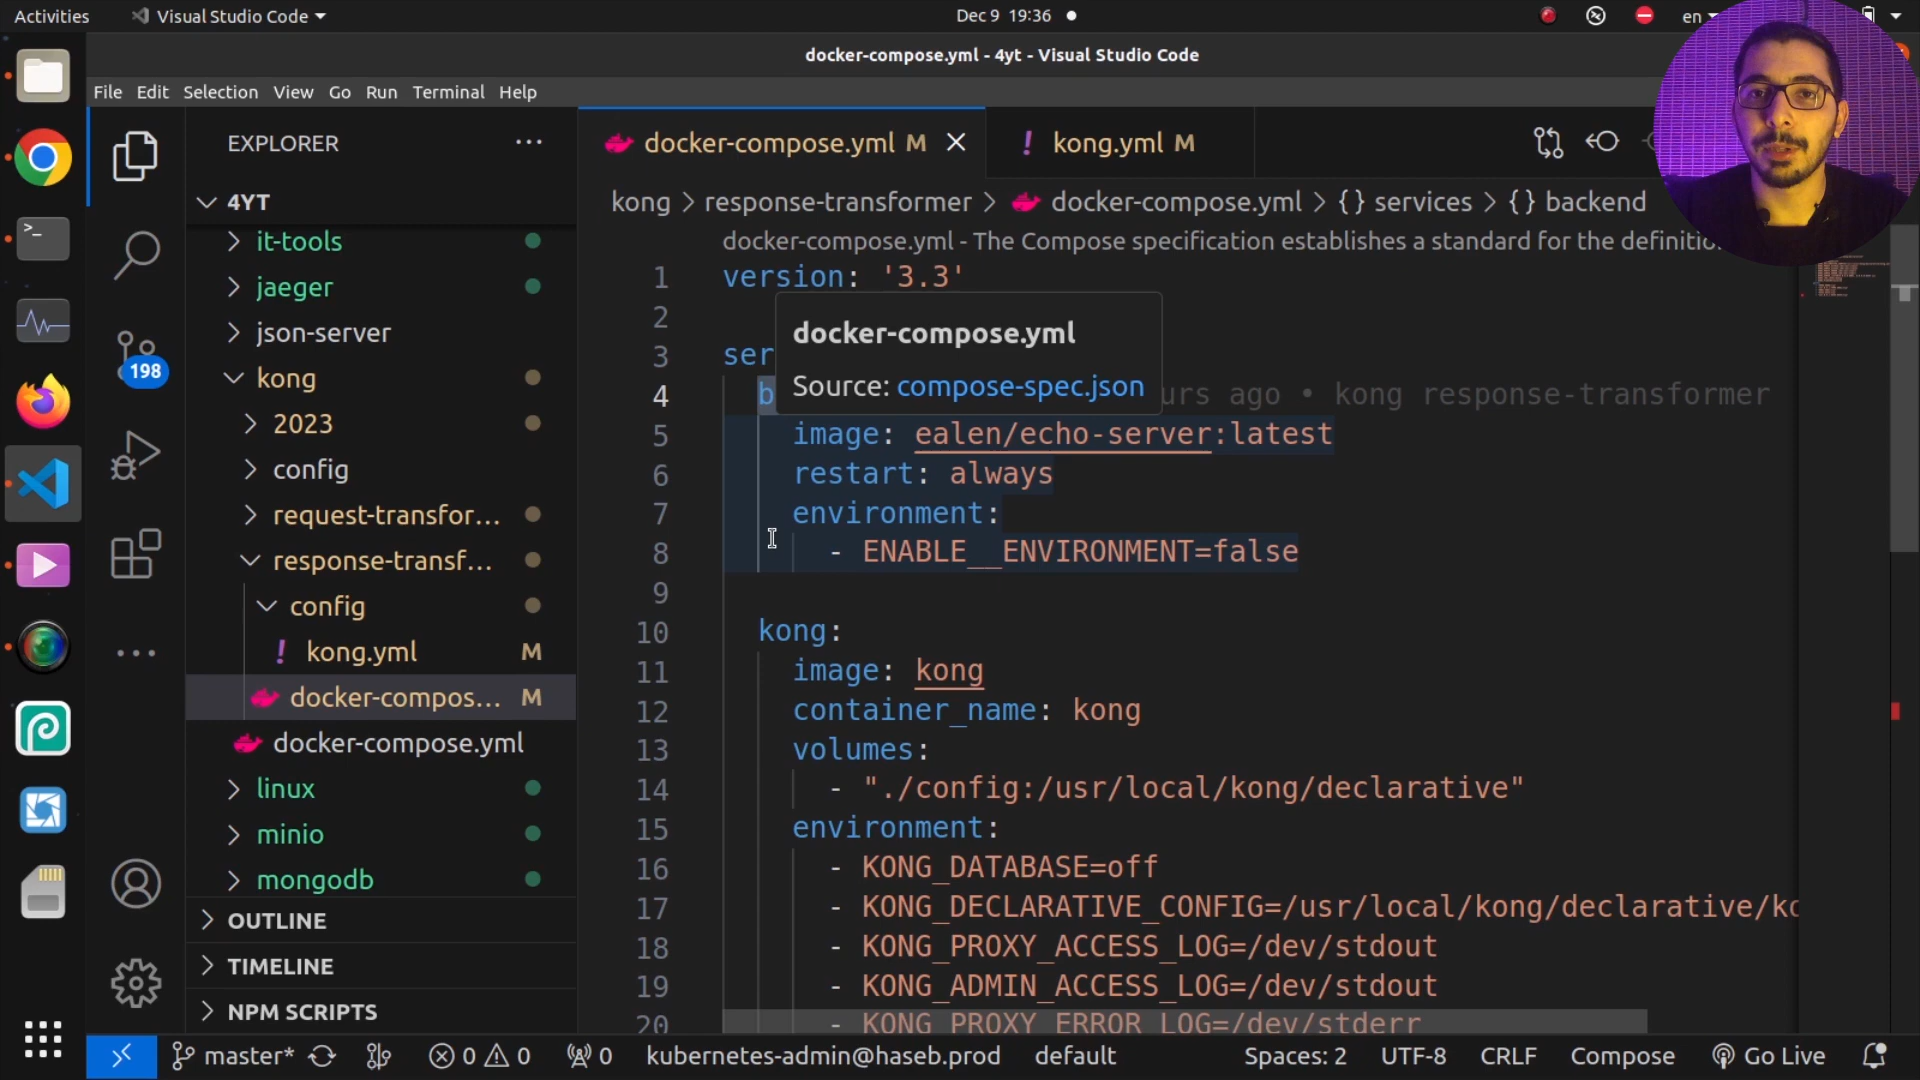 Activities
Visual Studio Code
Dec 9 19:36
en
docker-compose.yml - 4yt - Visual Studio Code
File Edit Selection View Go Run Terminal Help
EXPLORER
4YT
it-tools
jaeger
json-server
kong
2023
config
request-transfor...
response-transf...
config
! kong.yml M
docker-compos... M
docker-compose.yml
linux
minio
mongodb
OUTLINE
TIMELINE
NPM SCRIPTS
198
docker-compose.yml M
! kong.yml M
kong > response-transformer > docker-compose.yml > {} services > {} backend
docker-compose.yml - The Compose specification establishes a standard for the
1 version: '3.3'
2
3 ser
4 b urs ago • kong response-transformer
docker-compose.yml
Source: compose-spec.json
5 image: ealen/echo-server:latest
6 restart: always
7 environment:
8 - ENABLE__ENVIRONMENT=false
9
10 kong:
11 image: kong
12 container_name: kong
13 volumes:
14 - "./config:/usr/local/kong/declarative"
15 environment:
16 - KONG_DATABASE=off
17 - KONG_DECLARATIVE_CONFIG=/usr/local/kong/declarative/ko
18 - KONG_PROXY_ACCESS_LOG=/dev/stdout
19 - KONG_ADMIN_ACCESS_LOG=/dev/stdout
20 - KONG_PROXY_ERROR_LOG=/dev/stderr
master* 0 0 0 kubernetes-admin@haseb.prod default Spaces: 2 UTF-8 CRLF Compose Go Live